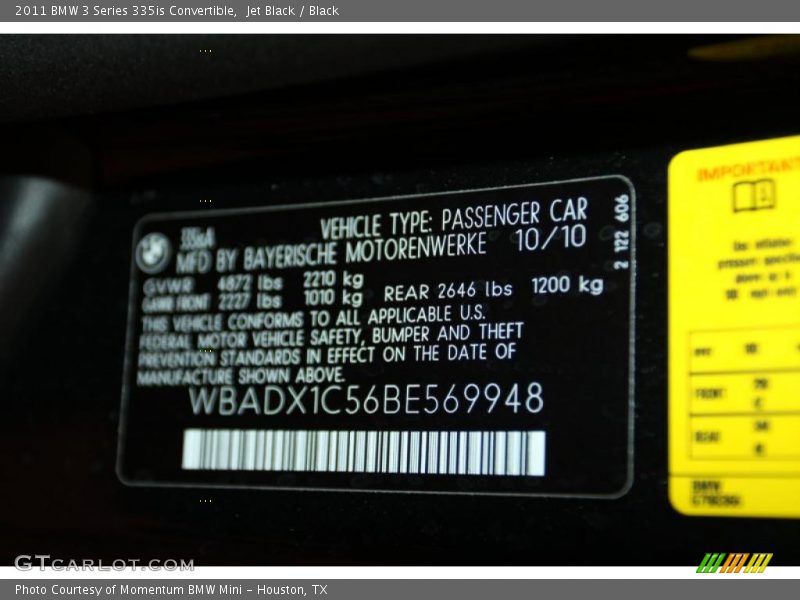 2011 BMW 3 Series 335is Convertible, Jet Black / Black
VEHICLE TYPE: PASSENGER CAR
MFD BY BAYERISCHE MOTORENWERKE 10/10
2 122 606
GVWR 4872 lbs 2210 kg
GAWR FRONT 2227 lbs 1010 kg REAR 2646 lbs 1200 kg
THIS VEHICLE CONFORMS TO ALL APPLICABLE U.S.
FEDERAL MOTOR VEHICLE SAFETY, BUMPER AND THEFT
PREVENTION STANDARDS IN EFFECT ON THE DATE OF
MANUFACTURE SHOWN ABOVE.
WBADX1C56BE569948
IMPORTANT
FRONT
REAR
GTCARLOT.COM
Photo Courtesy of Momentum BMW Mini - Houston, TX